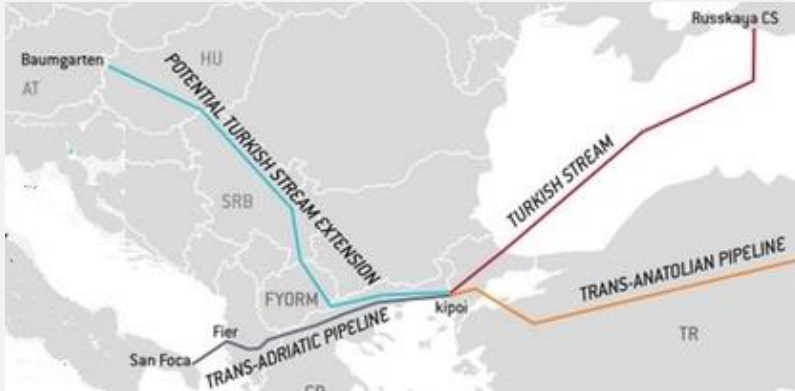 Russkaya CS
Baumgarten
HU
AT
POTENTIAL TURKISH STREAM EXTENSION
TURKISH STREAM
SRB
TRANS-ANATOLIAN PIPELINE
FYORM
kipoi
Fier
TRANS-ADRIATIC PIPELINE
TR
San Foca
GR